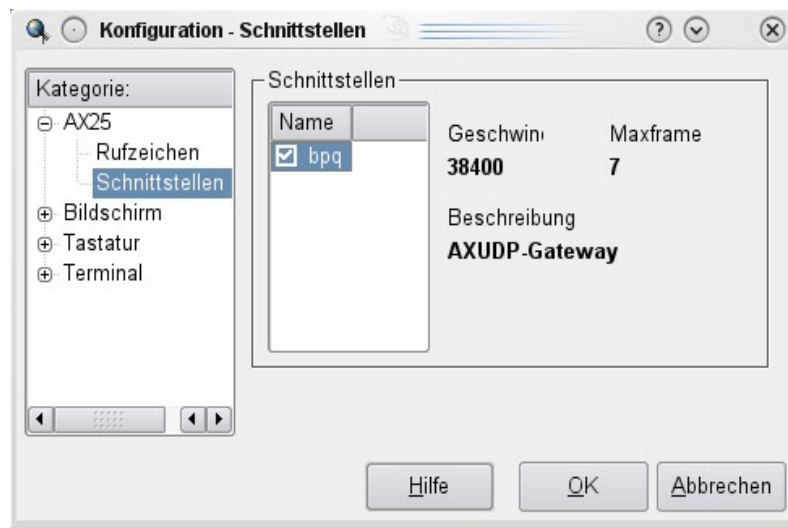 Konfiguration - Schnittstellen
Kategorie:
AX25
Rufzeichen
Schnittstellen
Bildschirm
Tastatur
Terminal
Schnittstellen
Name
bpq
Geschwin
Maxframe
38400
7
Beschreibung
AXUDP-Gateway
Hilfe
OK
Abbrechen